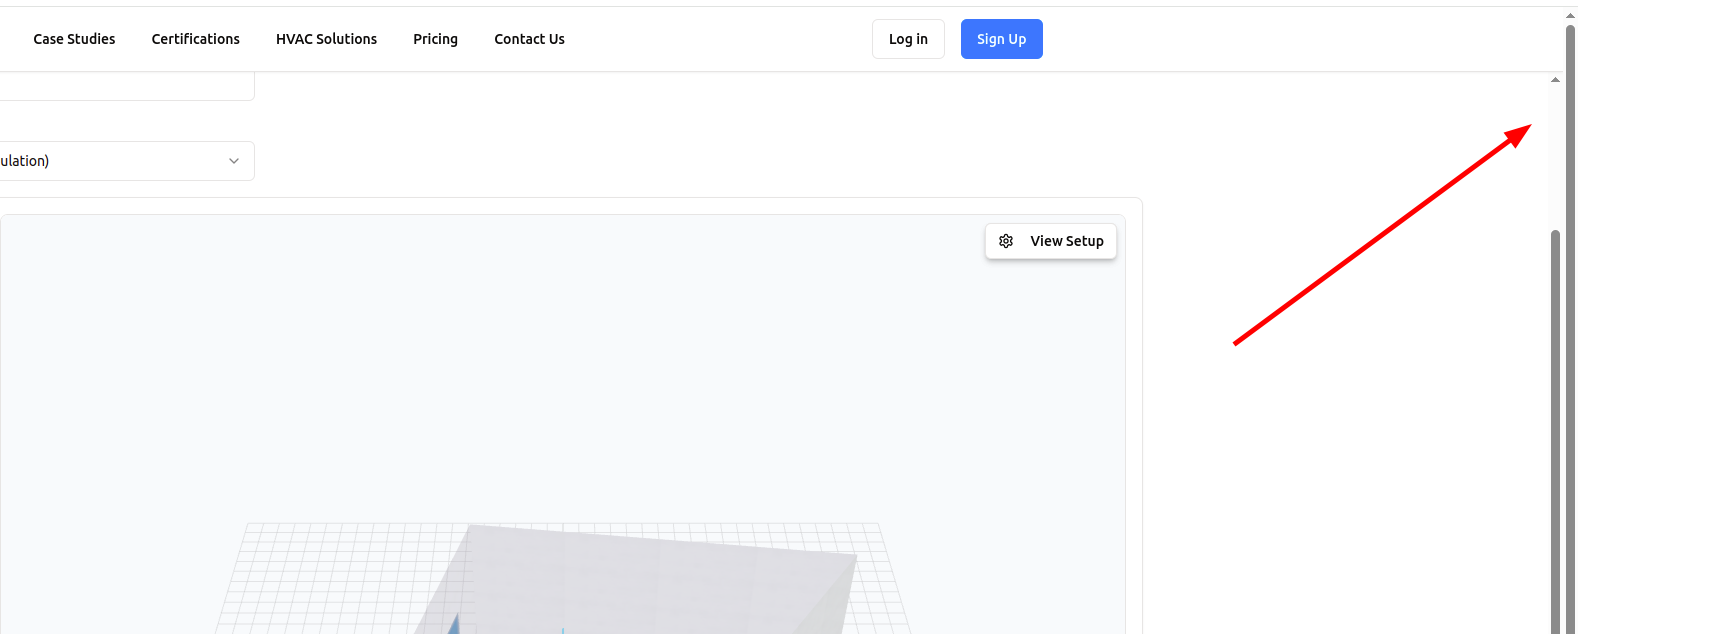 Case Studies Certifications HVAC Solutions Pricing Contact Us Log in Sign Up
ulation)
View Setup